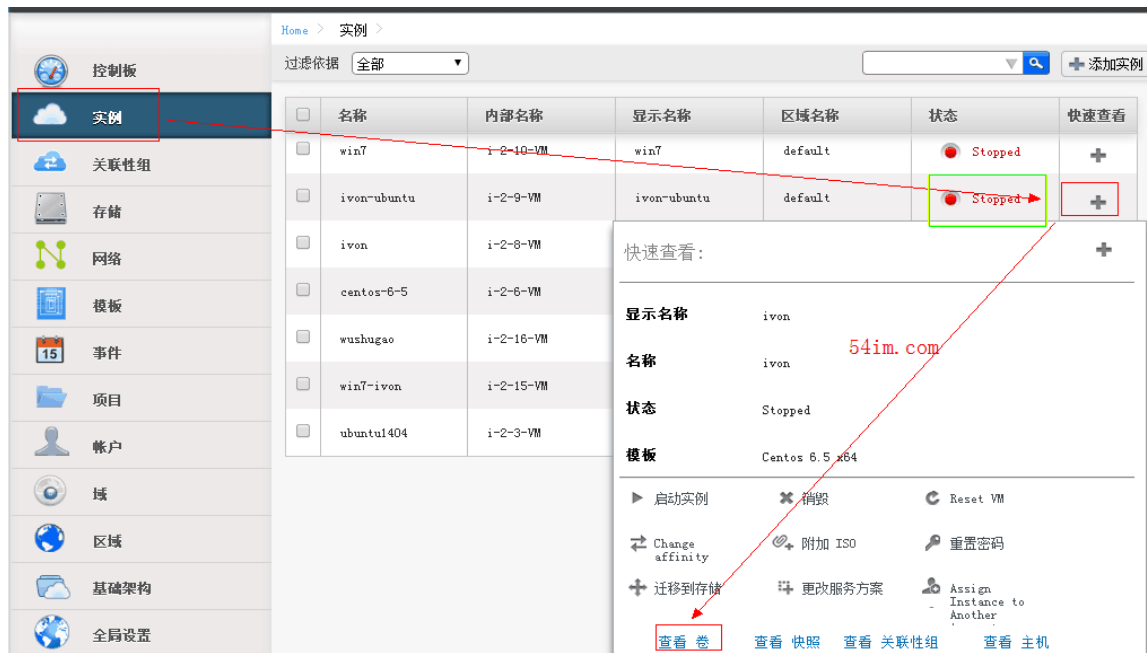 Home > 实例 >
过滤依据 全部
添加实例
控制板
实例
关联性组
存储
网络
模板
15
事件
项目
帐户
域
区域
基础架构
全局设置
名称 内部名称 显示名称 区域名称 状态 快速查看
win7 i-2-10-VM win7 default Stopped
ivon-ubuntu i-2-9-VM ivon-ubuntu default Stopped
ivon i-2-8-VM
centos-6-5 i-2-6-VM
wushugao i-2-16-VM
win7-ivon i-2-15-VM
ubuntu1404 i-2-3-VM
快速查看:
显示名称 ivon
54im.com
名称 ivon
状态 Stopped
模板 Centos 6.5 x64
启动实例 销毁 Reset VM
Change affinity
附加 ISO
重置密码
迁移到存储
更改服务方案
Assign
Instance to
Another
查看 卷 查看 快照 查看 关联性组 查看 主机